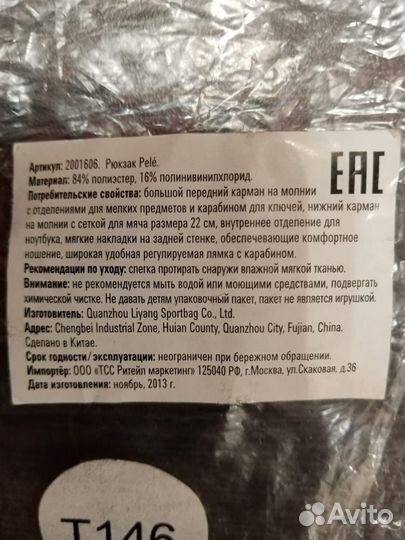 Артикул: 2001606. Рюкзак Pelé.
Материал: 84% полиэстер, 16% полинивинилхлорид.
Потребительские свойства: большой передний карман на молнии
с отделениями для мелких предметов и карабином для ключей, нижний карман
на молнии с сеткой для мяча размера 22 см, внутреннее отделение для
ноутбука, мягкие накладки на задней стенке, обеспечивающие комфортное
ношение, широкая удобная регулируемая лямка с карабином.
Рекомендации по уходу: слегка протирать снаружи влажной мягкой тканью.
Внимание: не рекомендуется мыть водой или моющими средствами, подвергать
химической чистке. Не давать детям упаковочный пакет, пакет не является игрушкой.
Изготовитель: Quanzhou Liyang Sportbag Co., Ltd.
Адрес: Chengbei Industrial Zone, Huian County, Quanzhou City, Fujian, China.
Сделано в Китае.
Срок годности/эксплуатации: неограничен при бережном обращении.
Импортёр: ООО «ТСС Ритейл маркетинг» 125040 РФ, г.Москва, ул.Скаковая, д.36
Дата изготовления: ноябрь, 2013 г.
EAC
T146
Avito